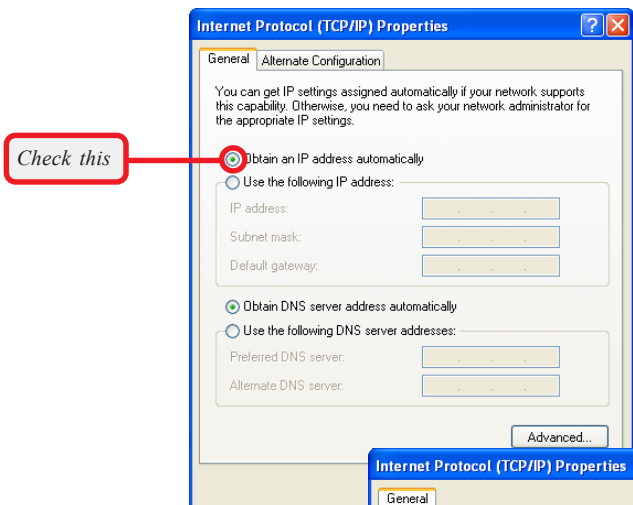 Internet Protocol (TCP/IP) Properties
General
Alternate Configuration
You can get IP settings assigned automatically if your network supports
this capability. Otherwise, you need to ask your network administrator for
the appropriate IP settings.
Check this
Obtain an IP address automatically
Use the following IP address:
IP address:
Subnet mask:
Default gateway:
Obtain DNS server address automatically
Use the following DNS server addresses:
Preferred DNS server:
Alternate DNS server:
Advanced...
Internet Protocol (TCP/IP) Properties
General